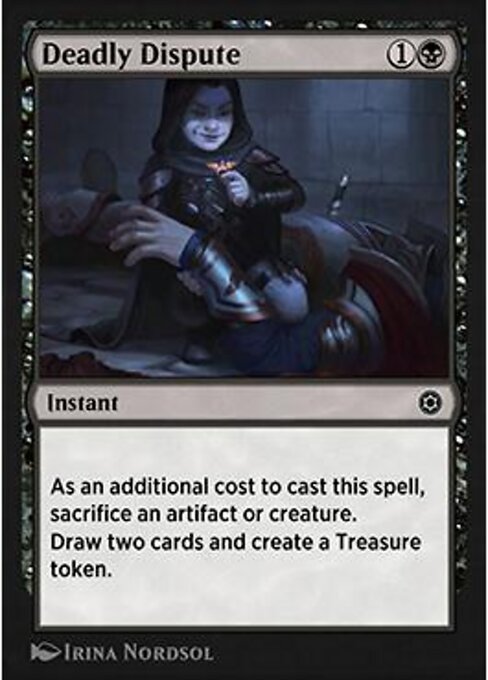 Deadly Dispute 1
Instant
As an additional cost to cast this spell,
sacrifice an artifact or creature.
Draw two cards and create a Treasure
token.
Irina Nordsol